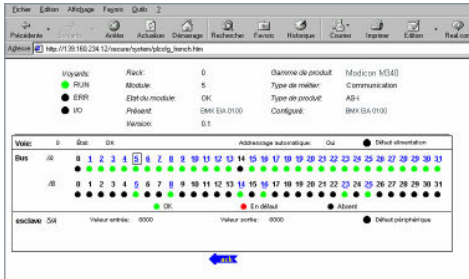 Fichier Edition Affichage Favoris Outils ?
Précédente Suivante Arrêter Actualiser Démarrage Rechercher Favoris Historique Courrier Imprimer Edition Real.com
Adresse http://139.160.234.12/secure/system/plccfg_french.htm
Voyants: Rack: 0 Gamme de produit: Modicon M340
RUN Module: 5 Type de métier: Communication
ERR Etat du module: OK Type de produit: AS-i
I/O Présent: BMX EIA 0100 Configuré: BMX EIA 0100
Version: 0.1
Voie: 0 État: OK Addressage automatique: Oui Défaut alimentation
Bus /A 0 1 2 3 4 5 6 7 8 9 10 11 12 13 14 15 16 17 18 19 20 21 22 23 24 25 26 27 28 29 30 31
/B 0 1 2 3 4 5 6 7 8 9 10 11 12 13 14 15 16 17 18 19 20 21 22 23 24 25 26 27 28 29 30 31
OK En défaut Absent
esclave 5/A Valeur entrée: 0000 Valeur sortie: 0000 Défaut périphérique